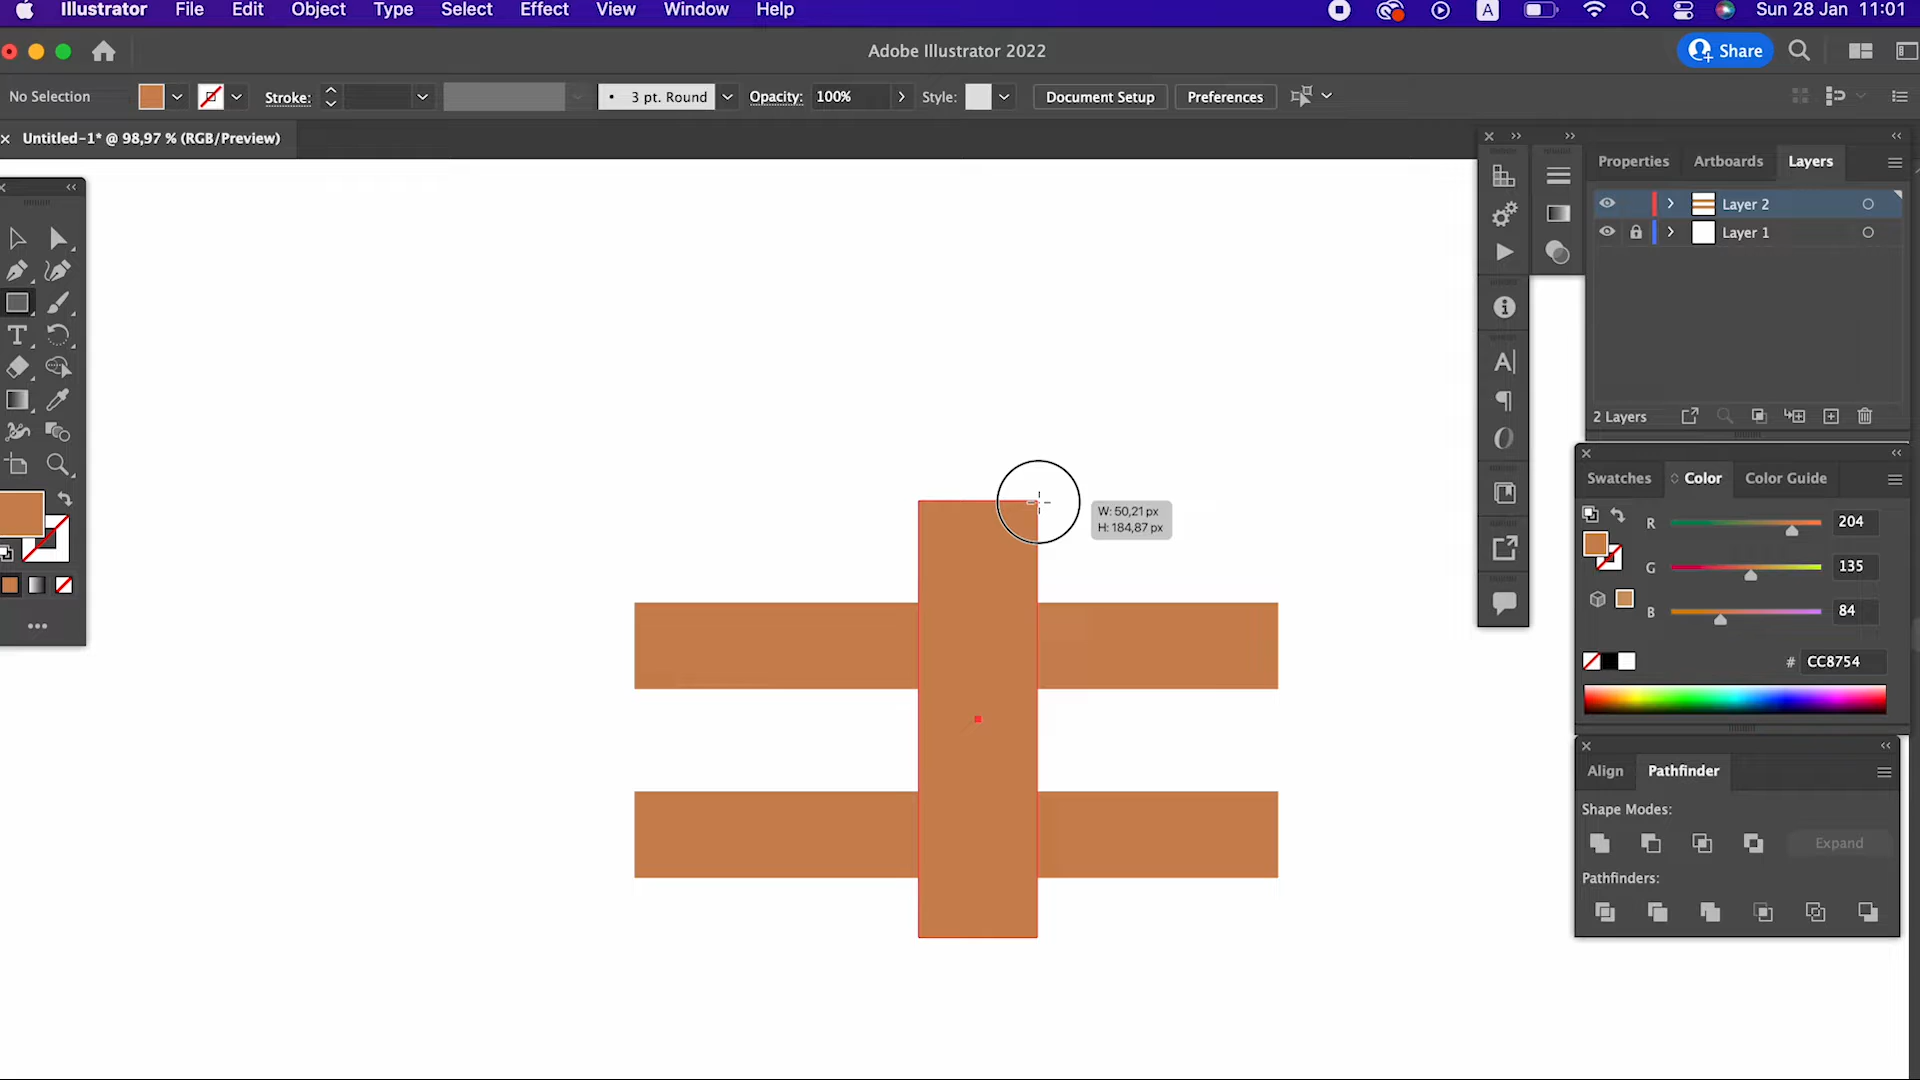 Illustrator File Edit Object Type Select Effect View Window Help A Sun 28 Jan 11:01
Adobe Illustrator 2022 Share
No Selection Stroke: 3 pt. Round Opacity: 100% Style: Document Setup Preferences
Untitled-1* @ 98,97 % (RGB/Preview)
Properties Artboards Layers
Layer 2
Layer 1
2 Layers
W: 50,21 px
H: 184,87 px
Swatches Color Color Guide
R 204
G 135
B 84
# CC8754
Align Pathfinder
Shape Modes:
Expand
Pathfinders: